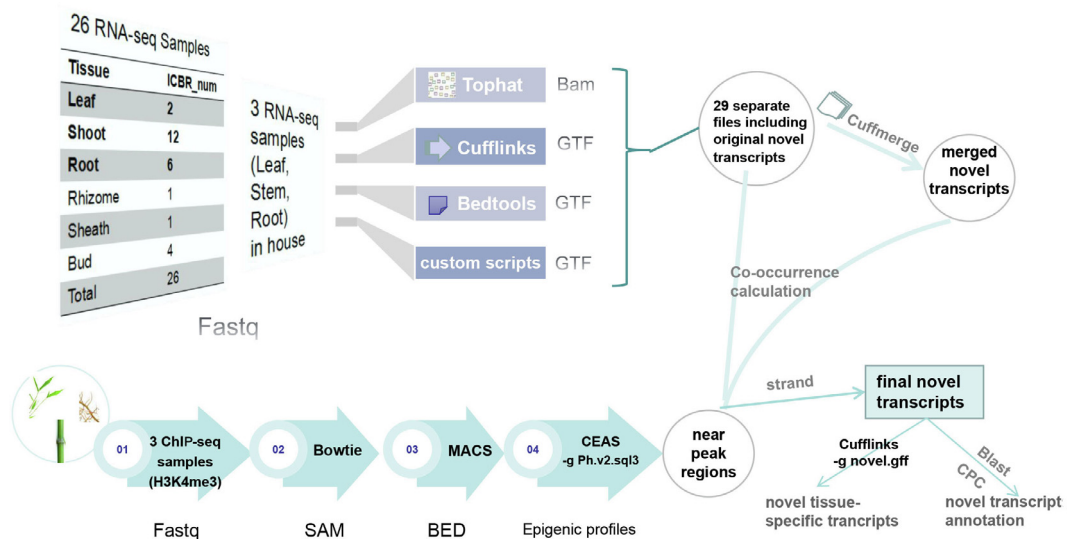 26 RNA-seq Samples
Tissue ICBR_num
Leaf 2
Shoot 12
Root 6
Rhizome 1
Sheath 1
Bud 4
Total 26
3 RNA-seq
samples
(Leaf,
Stem,
Root)
in house
Fastq
Tophat Bam
Cufflinks GTF
Bedtools GTF
custom scripts GTF
29 separate
files including
original novel
transcripts
Cuffmerge
merged
novel
transcripts
Co-occurrence
calculation
01
3 ChIP-seq
samples
(H3K4me3)
Fastq
02
Bowtie
SAM
03
MACS
BED
04
CEAS
-g Ph.v2.sql3
Epigenic profiles
near
peak
regions
strand
final novel
transcripts
Cufflinks
-g novel.gff
Blast
CPC
novel tissue-
specific trancripts
novel transcript
annotation